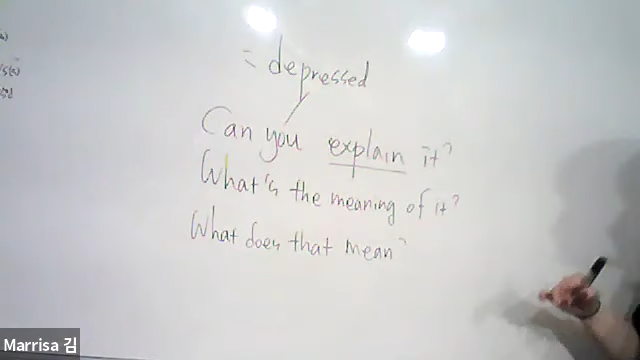 = depressed
Can you explain it?
What's the meaning of it?
What does that mean?
Marrisa 김